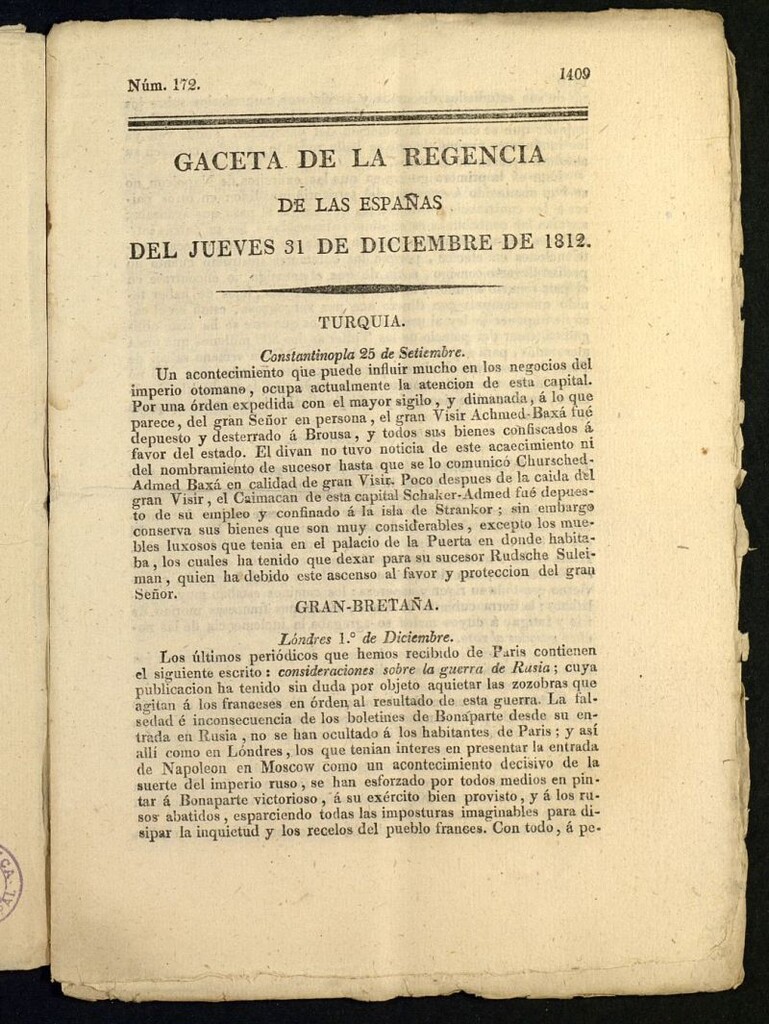 Núm. 172.
1409
GACETA DE LA REGENCIA
DE LAS ESPAÑAS
DEL JUEVES 31 DE DICIEMBRE DE 1812.
TURQUIA.
Constantinopla 25 de Setiembre.
Un acontecimiento que puede influir mucho en los negocios del
imperio otomano, ocupa actualmente la atencion de esta capital.
Por una órden expedida con el mayor sigilo, y dimanada, á lo que
parece, del gran Señor en persona, el gran Visir Achmed-Baxá fué
depuesto y desterrado á Brousa, y todos sus bienes confiscados á
favor del estado. El divan no tuvo noticia de este acaecimiento ni
del nombramiento de sucesor hasta que se lo comunicó Chursched-
Admed Baxá en calidad de gran Visir. Poco despues de la caida del
gran Visir, el Caimacan de esta capital Schaker-Admed fué depues-
to de su empleo y confinado á la isla de Strankor; sin embargo
conserva sus bienes que son muy considerables, excepto los mue-
bles luxosos que tenia en el palacio de la Puerta en donde habita-
ba, los cuales ha tenido que dexar para su sucesor Rudsche Sulei-
man, quien ha debido este ascenso al favor y proteccion del gran
Señor.
GRAN-BRETAÑA.
Lóndres 1.º de Diciembre.
Los últimos periódicos que hemos recibido de Paris contienen
el siguiente escrito: consideraciones sobre la guerra de Rusia; cuya
publicacion ha tenido sin duda por objeto aquietar las zozobras que
agitan á los franceses en órden al resultado de esta guerra. La fal-
sedad é inconsecuencia de los boletines de Bonaparte desde su en-
trada en Rusia, no se han ocultado á los habitantes de Paris; y así
allí como en Lóndres, los que tenian interes en presentar la entrada
de Napoleon en Moscow como un acontecimiento decisivo de la
suerte del imperio ruso, se han esforzado por todos medios en pin-
tar á Bonaparte victorioso, á su exército bien provisto, y á los ru-
sos abatidos, esparciendo todas las imposturas imaginables para di-
sipar la inquietud y los recelos del pueblo frances. Con todo, á pe-